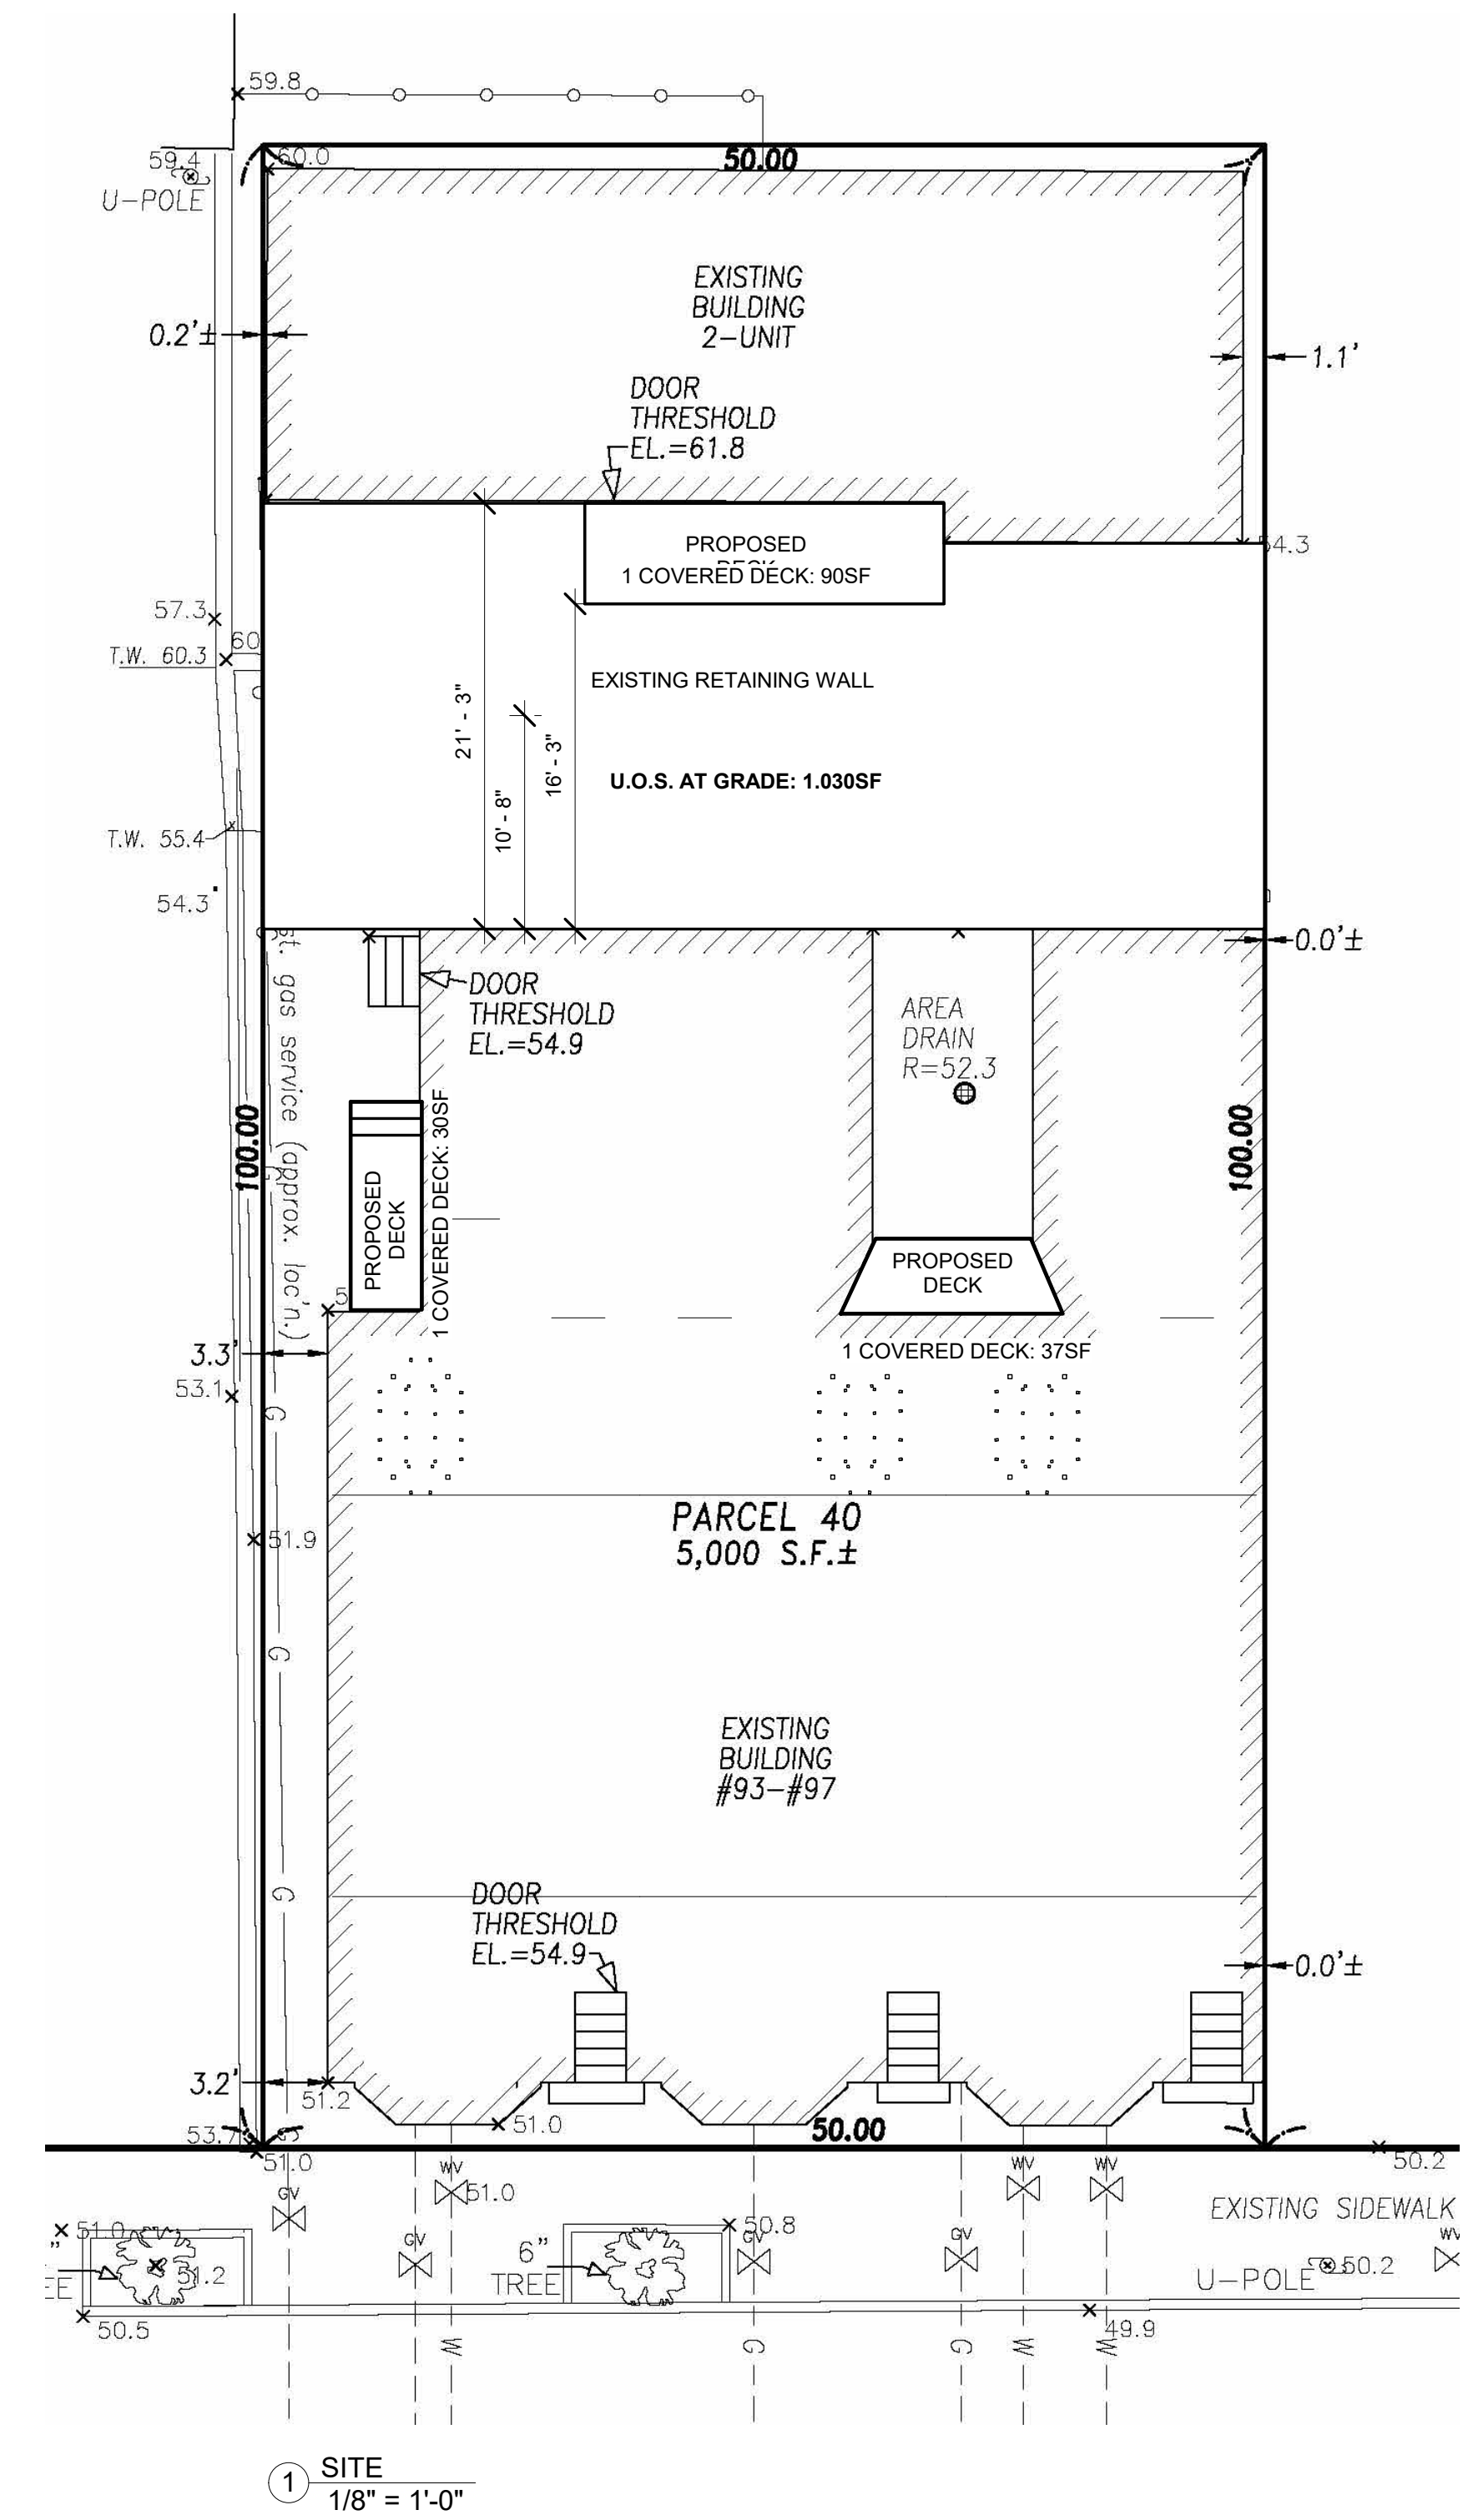 59.8
59.4
60.0
50.00
U-POLE
EXISTING
BUILDING
2-UNIT
0.2'±
1.1'
DOOR
THRESHOLD
EL.=61.8
PROPOSED
1 COVERED DECK: 90SF
54.3
57.3
60
T.W. 60.3
EXISTING RETAINING WALL
21' - 3"
10' - 8"
16' - 3"
U.O.S. AT GRADE: 1.030SF
T.W. 55.4
54.3
0.0'±
st. gas service (approx. loc'n.)
DOOR
THRESHOLD
EL.=54.9
AREA
DRAIN
R=52.3
100.00
100.00
PROPOSED
DECK
1 COVERED DECK: 30SF
PROPOSED
DECK
5
1 COVERED DECK: 37SF
3.3'
53.1
G
PARCEL 40
5,000 S.F.±
51.9
G
EXISTING
BUILDING
#93-#97
G
DOOR
THRESHOLD
EL.=54.9
0.0'±
3.2'
51.2
51.0
50.00
53.7
51.0
50.2
GV
WV
51.0
WV
WV
EXISTING SIDEWALK
51.0
GV
50.8
GV
GV
WV
"
EE
51.2
6"
TREE
U-POLE
50.2
50.5
49.9
W
G
G
W
W
1
SITE
1/8" = 1'-0"